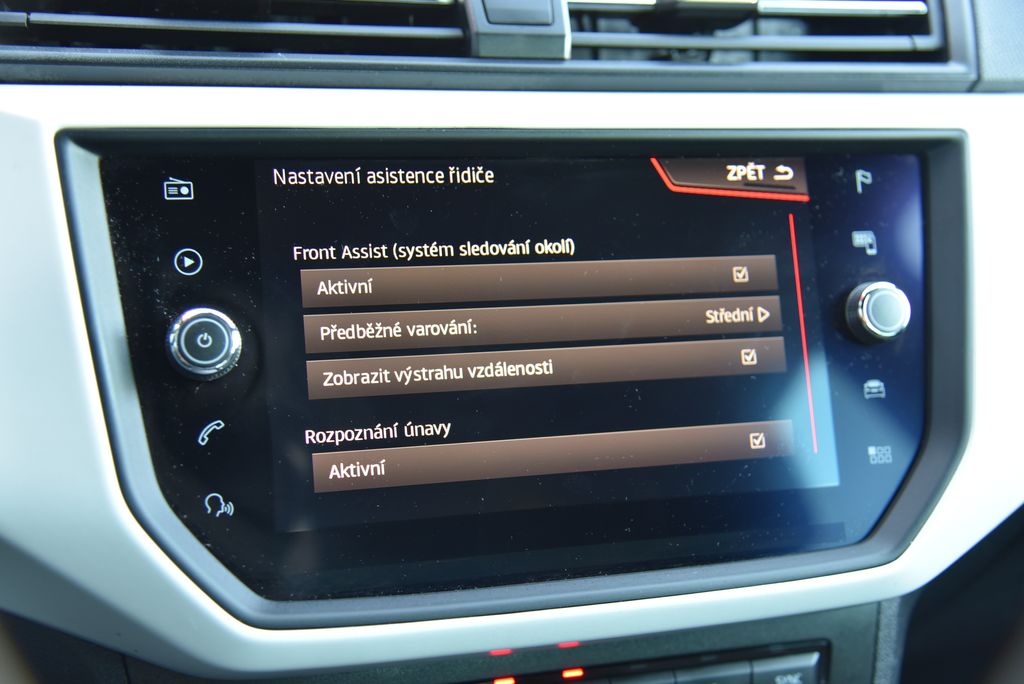 Nastavení asistence řidiče
ZPĚT
Front Assist (systém sledování okolí)
Aktivní
Předběžné varování: Střední
Zobrazit výstrahu vzdálenosti
Rozpoznání únavy
Aktivní
SYNC